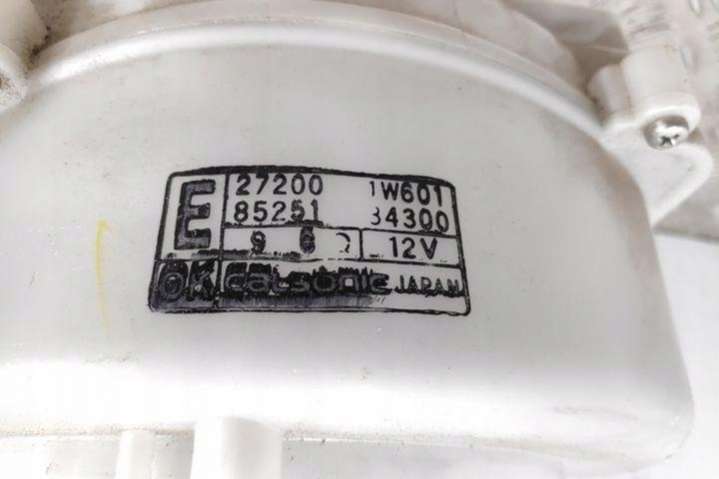 E 27200 1W601
85251 34300
9 6 12V
OK Calsonic JAPAN